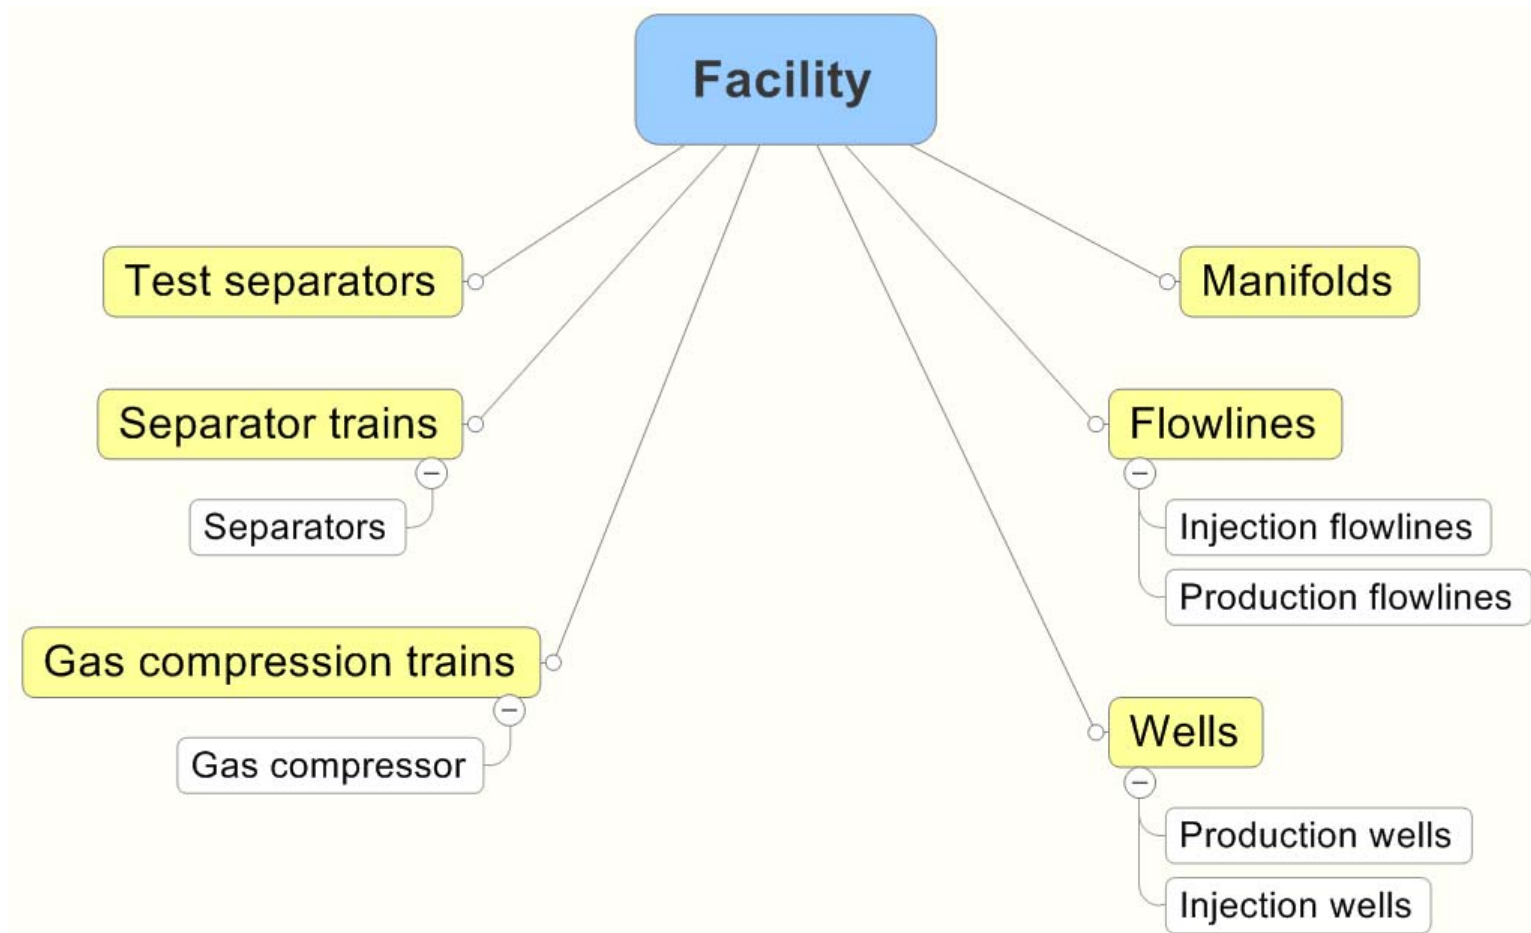 Facility
Test separators
Separator trains
Separators
Gas compression trains
Gas compressor
Manifolds
Flowlines
Injection flowlines
Production flowlines
Wells
Production wells
Injection wells